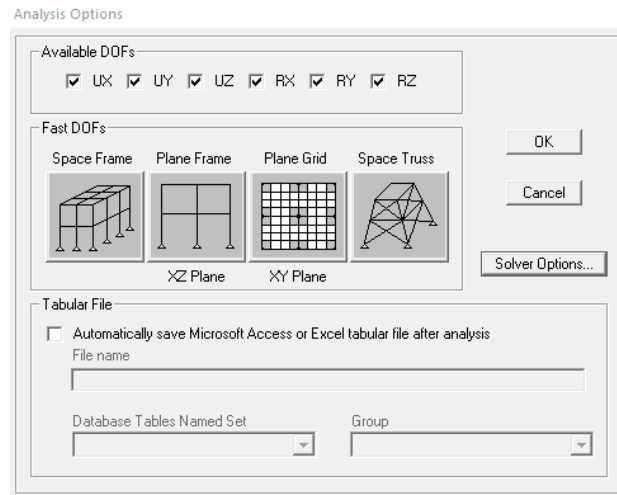 Analysis Options
Available DOFs
UX UY UZ RX RY RZ
Fast DOFs
Space Frame Plane Frame Plane Grid Space Truss
XZ Plane XY Plane
OK
Cancel
Solver Options...
Tabular File
Automatically save Microsoft Access or Excel tabular file after analysis
File name
Database Tables Named Set Group